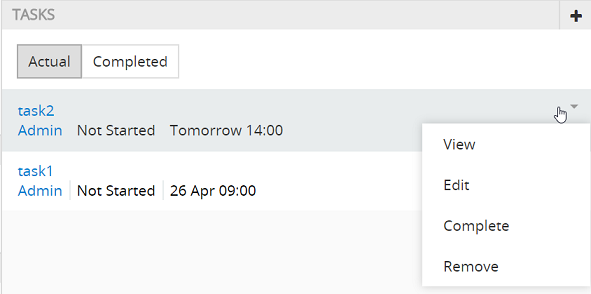 TASKS
Actual Completed
task2
Admin Not Started Tomorrow 14:00
View
task1
Admin Not Started 26 Apr 09:00
Edit
Complete
Remove